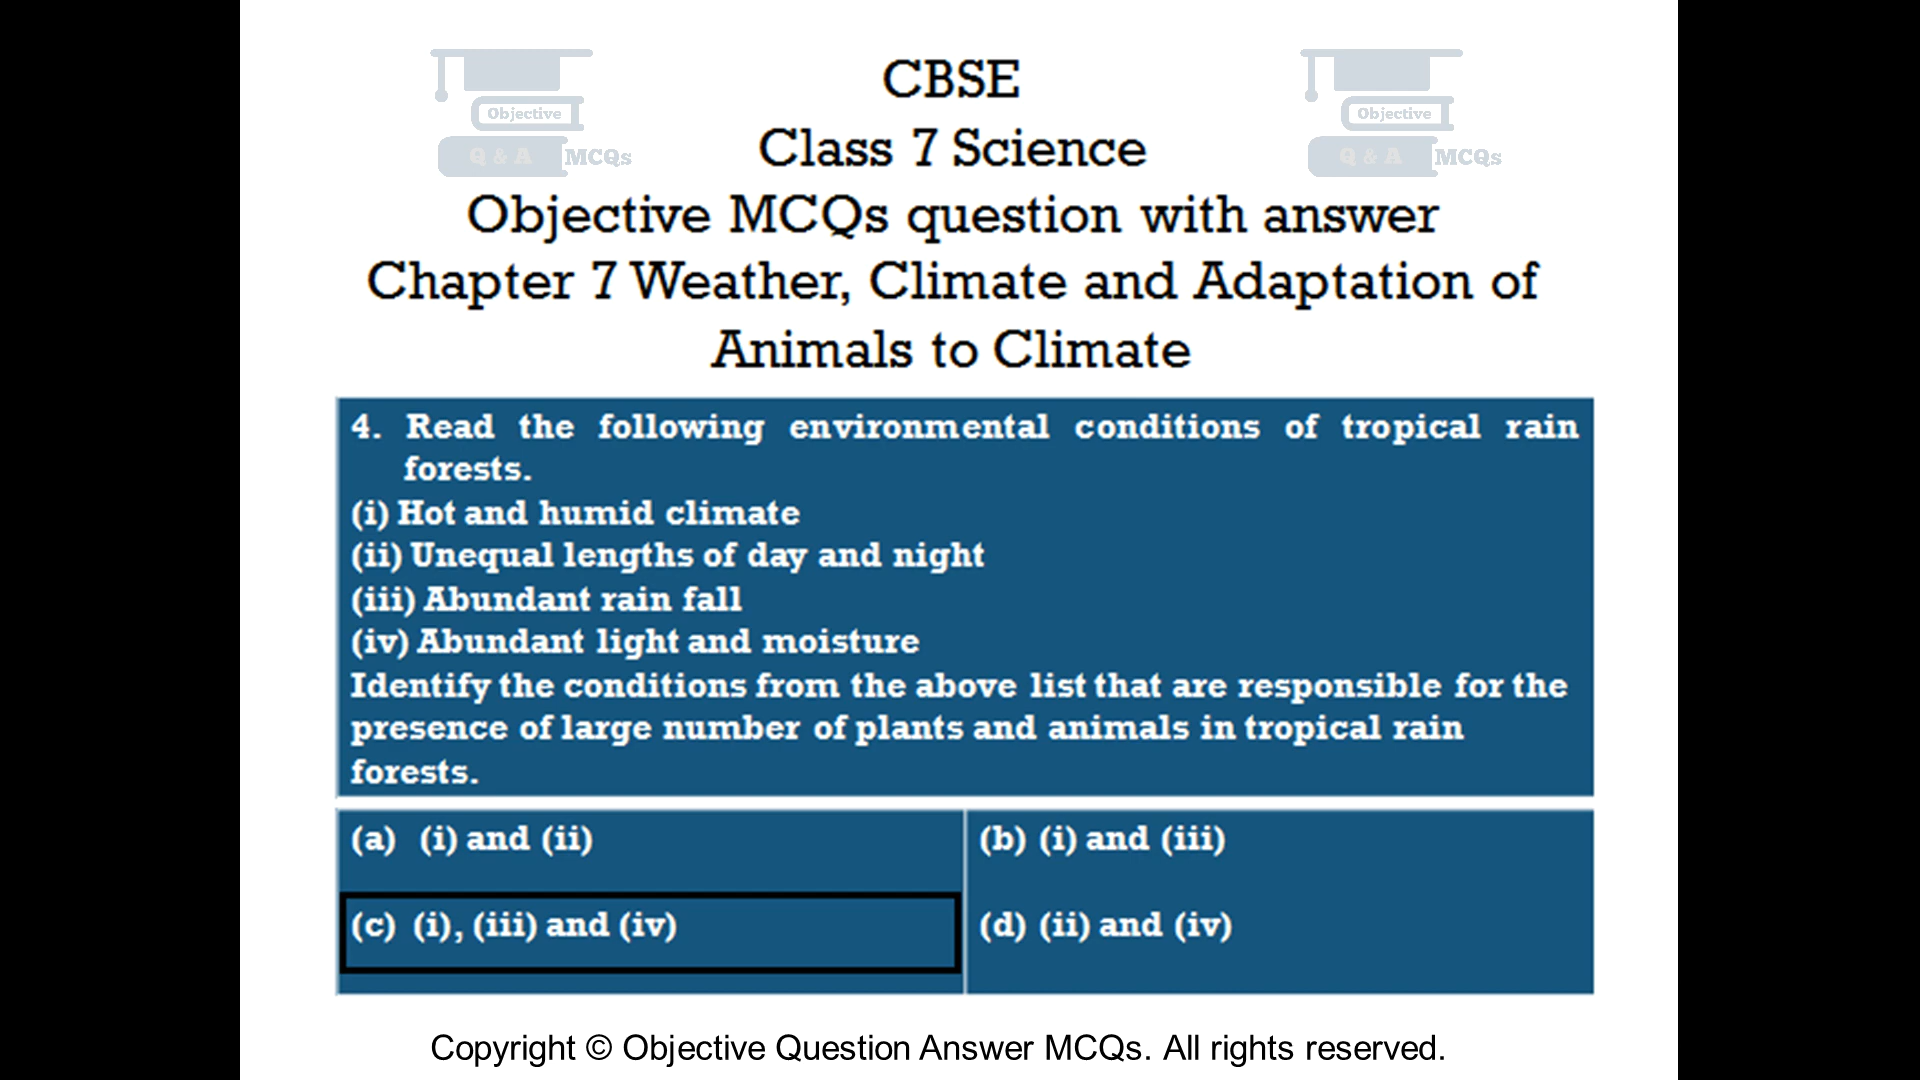 Objective
Q & A MCQs
Objective
Q & A MCQs
CBSE
Class 7 Science
Objective MCQs question with answer
Chapter 7 Weather, Climate and Adaptation of
Animals to Climate
4. Read the following environmental conditions of tropical rain
forests.
(i) Hot and humid climate
(ii) Unequal lengths of day and night
(iii) Abundant rain fall
(iv) Abundant light and moisture
Identify the conditions from the above list that are responsible for the
presence of large number of plants and animals in tropical rain
forests.
(a) (i) and (ii)
(b) (i) and (iii)
(c) (i), (iii) and (iv)
(d) (ii) and (iv)
Copyright © Objective Question Answer MCQs. All rights reserved.